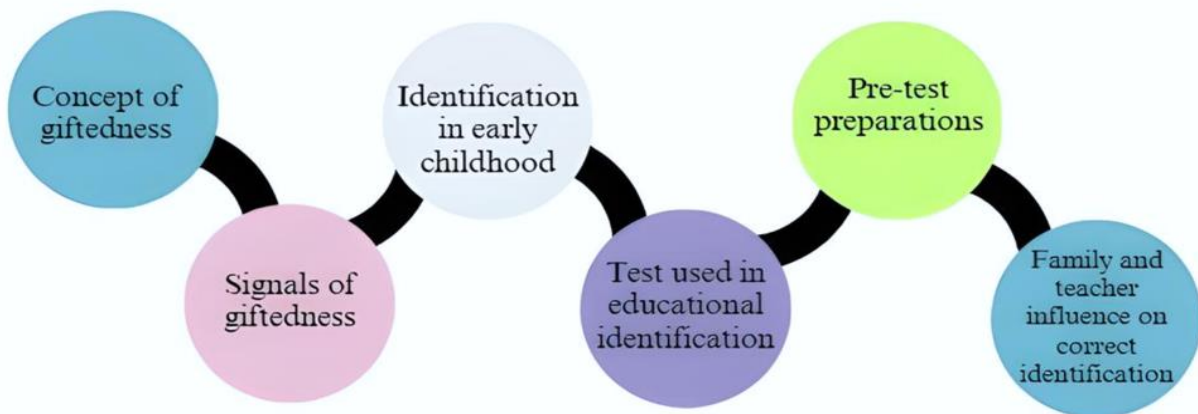 Concept of
giftedness
Signals of
giftedness
Identification
in early
childhood
Test used in
educational
identification
Pre-test
preparations
Family and
teacher
influence on
correct
identification